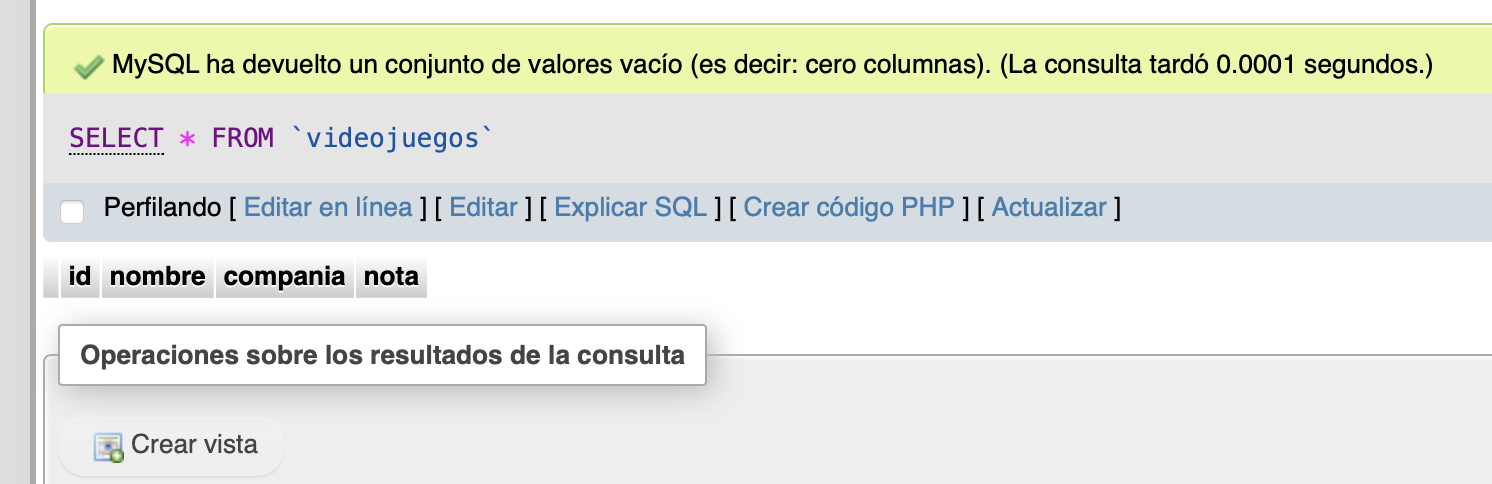 MySQL ha devuelto un conjunto de valores vacío (es decir: cero columnas). (La consulta tardó 0.0001 segundos.)
SELECT * FROM `videojuegos`
Perfilando [ Editar en línea ] [ Editar ] [ Explicar SQL ] [ Crear código PHP ] [ Actualizar ]
id nombre compania nota
Operaciones sobre los resultados de la consulta
Crear vista